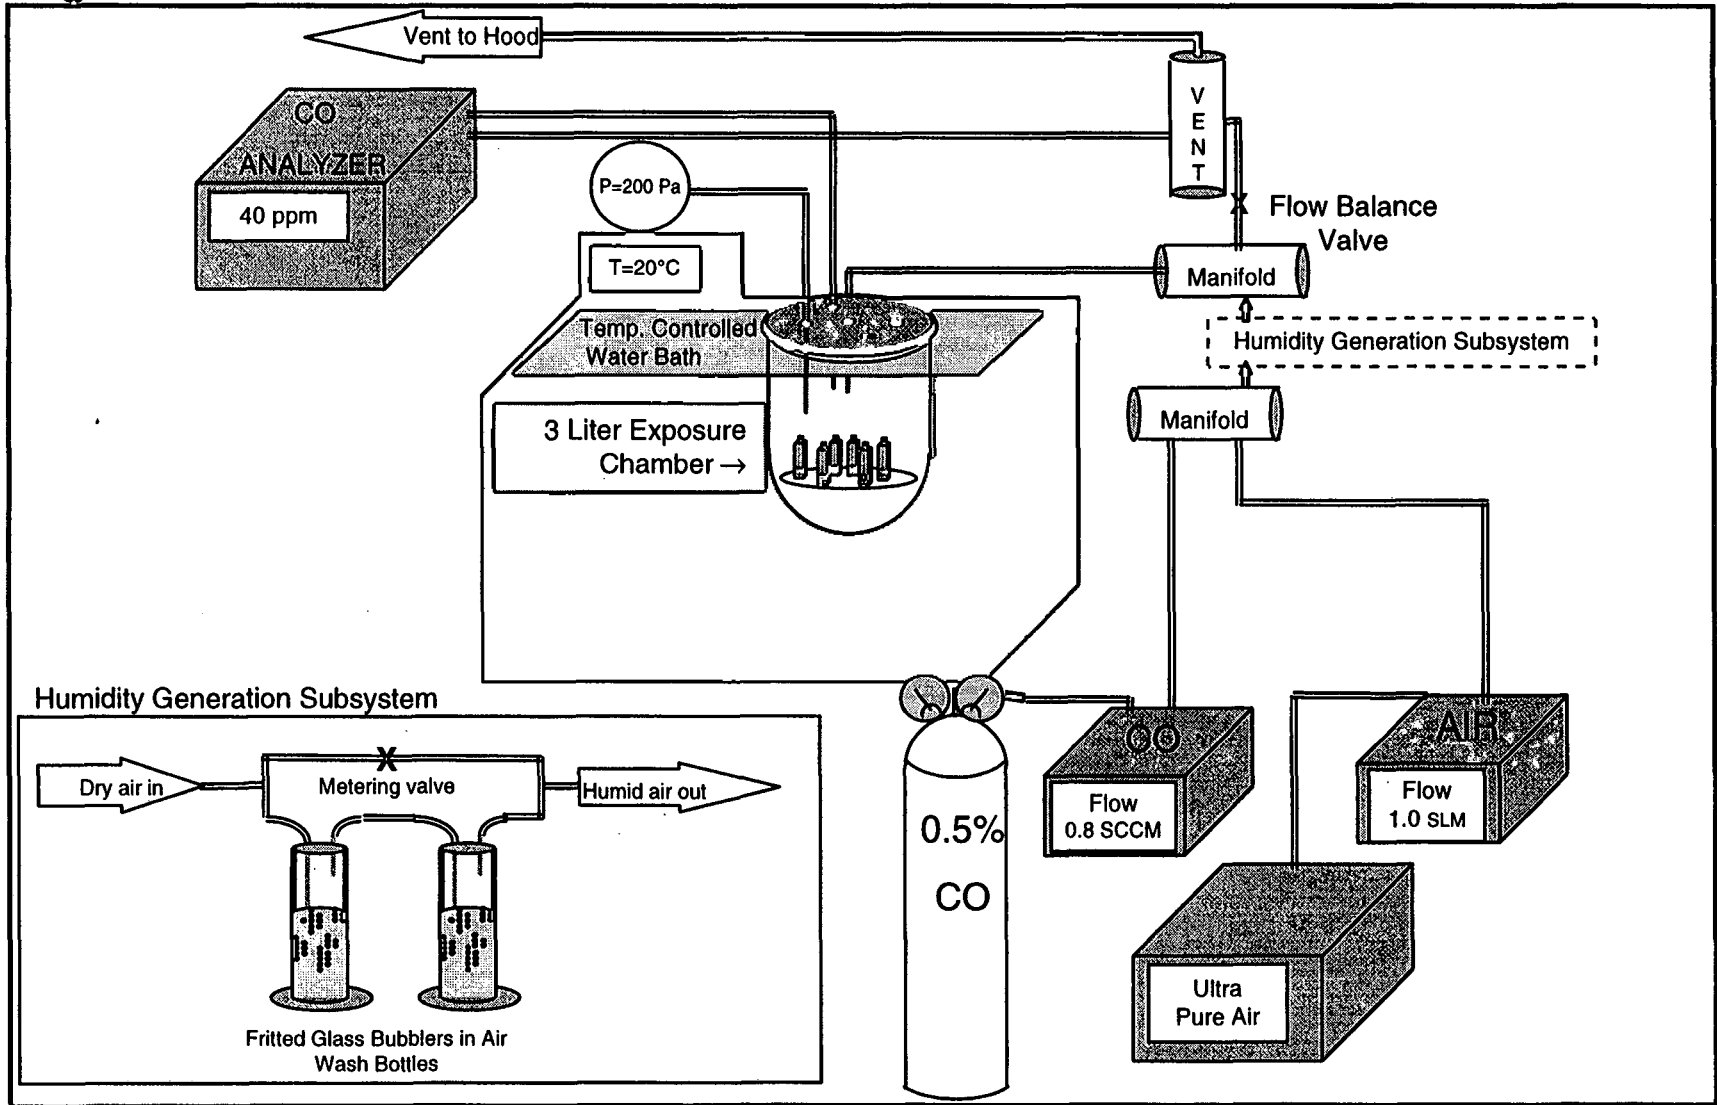 Vent to Hood
CO
ANALYZER
40 ppm
P=200 Pa
T=20°C
VENT
Flow Balance
Valve
Manifold
Humidity Generation Subsystem
Manifold
Temp. Controlled
Water Bath
3 Liter Exposure
Chamber →
Humidity Generation Subsystem
Dry air in
X
Metering valve
Humid air out
Fritted Glass Bubblers in Air
Wash Bottles
0.5%
CO
CO
Flow
0.8 SCCM
AIR
Flow
1.0 SLM
Ultra
Pure Air